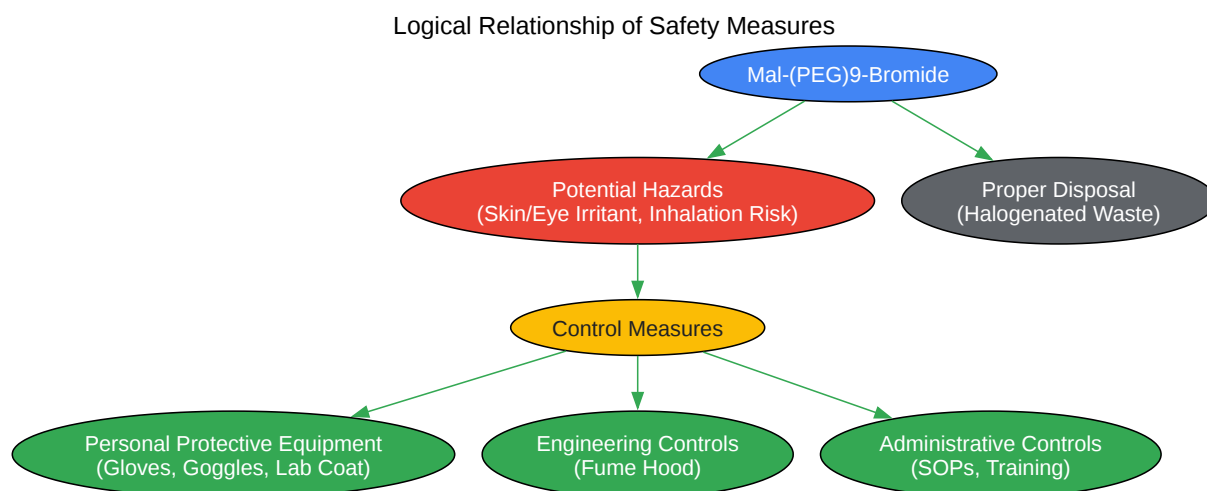 Logical Relationship of Safety Measures
Mal-(PEG)9-Bromide
Potential Hazards
(Skin/Eye Irritant, Inhalation Risk)
Proper Disposal
(Halogenated Waste)
Control Measures
Personal Protective Equipment
(Gloves, Goggles, Lab Coat)
Engineering Controls
(Fume Hood)
Administrative Controls
(SOPs, Training)